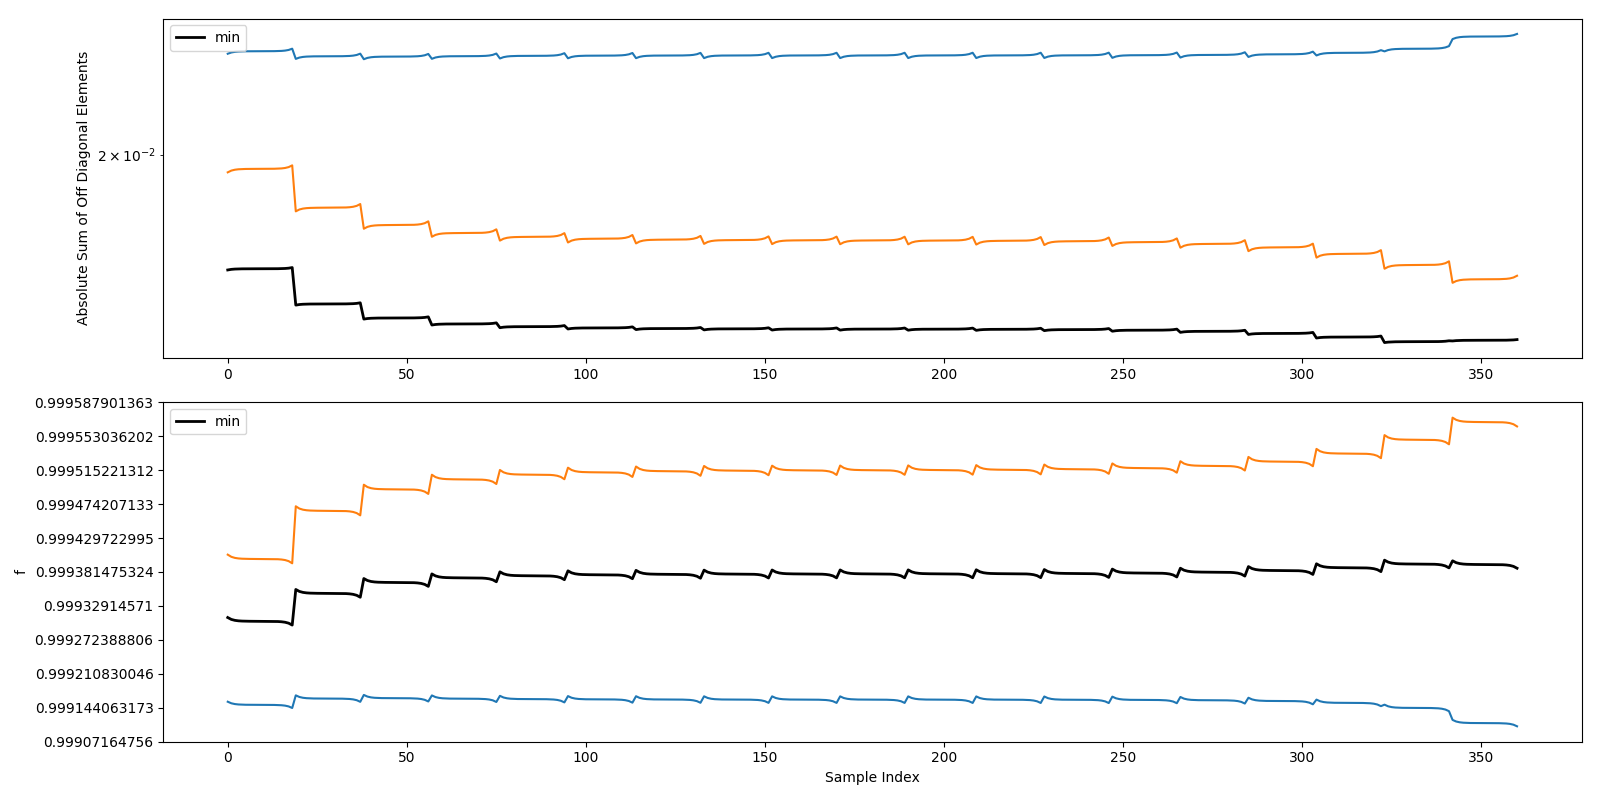 min
Absolute Sum of Off Diagonal Elements
2 × 10⁻²
0 50 100 150 200 250 300 350
min
f
0.999587901363
0.999553036202
0.999515221312
0.999474207133
0.999429722995
0.999381475324
0.99932914571
0.999272388806
0.999210830046
0.999144063173
0.99907164756
0 50 100 150 200 250 300 350
Sample Index